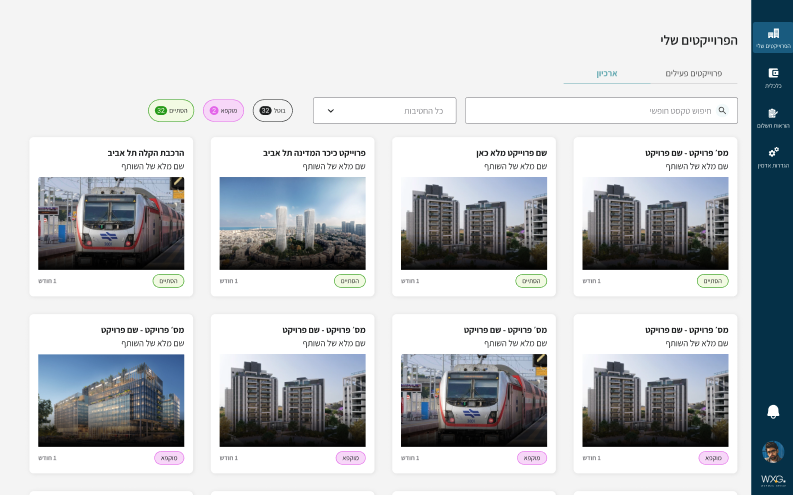 הפרוייקטים שלי
פרוייקטים פעילים
ארכיון
חיפוש טקסט חופשי
כל החטיבות
בוטל 32
מוקפא 2
הסתיים 32
מס׳ פרויקט - שם פרויקט
שם מלא של השותף
הסתיים
1 חודש
שם פרוייקט מלא כאן
שם מלא של השותף
הסתיים
1 חודש
פרוייקט כיכר המדינה תל אביב
שם מלא של השותף
הסתיים
1 חודש
הרכבת הקלה תל אביב
שם מלא של השותף
הסתיים
1 חודש
מס׳ פרויקט - שם פרויקט
שם מלא של השותף
מוקפא
1 חודש
מס׳ פרויקט - שם פרויקט
שם מלא של השותף
מוקפא
1 חודש
מס׳ פרויקט - שם פרויקט
שם מלא של השותף
מוקפא
1 חודש
מס׳ פרויקט - שם פרויקט
שם מלא של השותף
מוקפא
1 חודש
הפרוייקטים שלי
כלכלית
הוראות תשלום
הגדרות אדמין
WXG